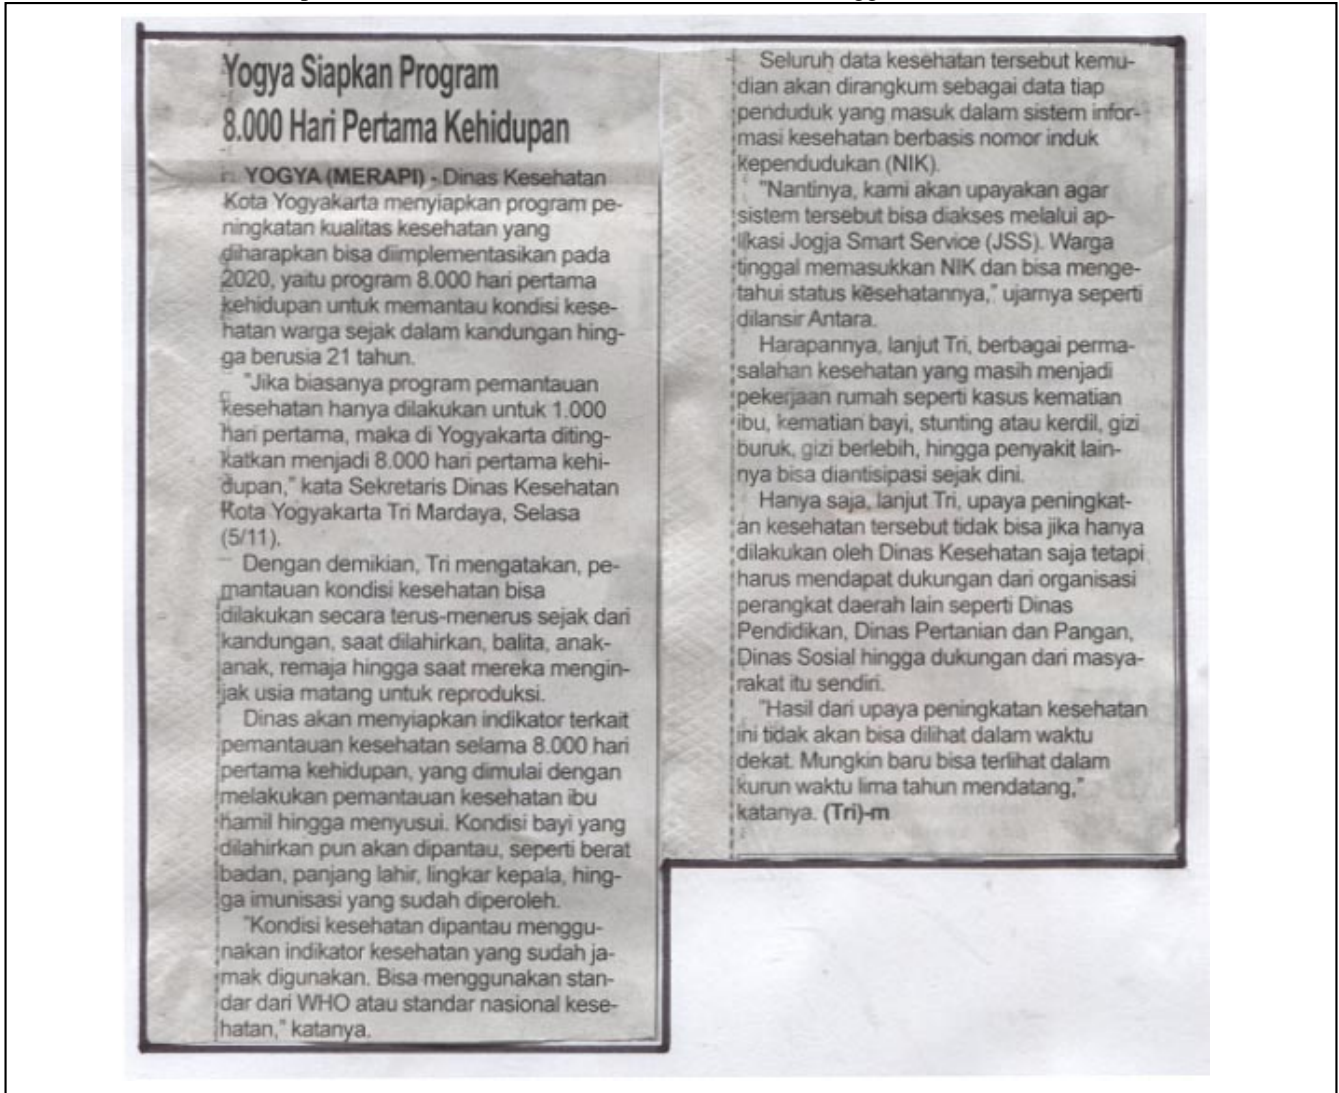 Yogya Siapkan Program
8.000 Hari Pertama Kehidupan
YOGYA (MERAPI) - Dinas Kesehatan
Kota Yogyakarta menyiapkan program pe-
ningkatan kualitas kesehatan yang
diharapkan bisa diimplementasikan pada
2020, yaitu program 8.000 hari pertama
kehidupan untuk memantau kondisi kese-
hatan warga sejak dalam kandungan hing-
ga berusia 21 tahun.
"Jika biasanya program pemantauan
kesehatan hanya dilakukan untuk 1.000
hari pertama, maka di Yogyakarta diting-
katkan menjadi 8.000 hari pertama kehi-
dupan," kata Sekretaris Dinas Kesehatan
Kota Yogyakarta Tri Mardaya, Selasa
(5/11).
Dengan demikian, Tri mengatakan, pe-
mantauan kondisi kesehatan bisa
dilakukan secara terus-menerus sejak dari
kandungan, saat dilahirkan, balita, anak-
anak, remaja hingga saat mereka mengin-
jak usia matang untuk reproduksi.
Dinas akan menyiapkan indikator terkait
pemantauan kesehatan selama 8.000 hari
pertama kehidupan, yang dimulai dengan
melakukan pemantauan kesehatan ibu
hamil hingga menyusui. Kondisi bayi yang
dilahirkan pun akan dipantau, seperti berat
badan, panjang lahir, lingkar kepala, hing-
ga imunisasi yang sudah diperoleh.
"Kondisi kesehatan dipantau menggu-
nakan indikator kesehatan yang sudah ja-
mak digunakan. Bisa menggunakan stan-
dar dari WHO atau standar nasional kese-
hatan," katanya.
Seluruh data kesehatan tersebut kemu-
dian akan dirangkum sebagai data tiap
penduduk yang masuk dalam sistem infor-
masi kesehatan berbasis nomor induk
kependudukan (NIK).
"Nantinya, kami akan upayakan agar
sistem tersebut bisa diakses melalui ap-
likasi Jogja Smart Service (JSS). Warga
tinggal memasukkan NIK dan bisa menge-
tahui status kesehatannya," ujarnya seperti
dilansir Antara.
Harapannya, lanjut Tri, berbagai perma-
salahan kesehatan yang masih menjadi
pekerjaan rumah seperti kasus kematian
ibu, kematian bayi, stunting atau kerdil, gizi
buruk, gizi berlebih, hingga penyakit lain-
nya bisa diantisipasi sejak dini.
Hanya saja, lanjut Tri, upaya peningkat-
an kesehatan tersebut tidak bisa jika hanya
dilakukan oleh Dinas Kesehatan saja tetapi
harus mendapat dukungan dari organisasi
perangkat daerah lain seperti Dinas
Pendidikan, Dinas Pertanian dan Pangan,
Dinas Sosial hingga dukungan dari masya-
rakat itu sendiri.
"Hasil dari upaya peningkatan kesehatan
ini tidak akan bisa dilihat dalam waktu
dekat. Mungkin baru bisa terlihat dalam
kurun waktu lima tahun mendatang,"
katanya. (Tri)-m